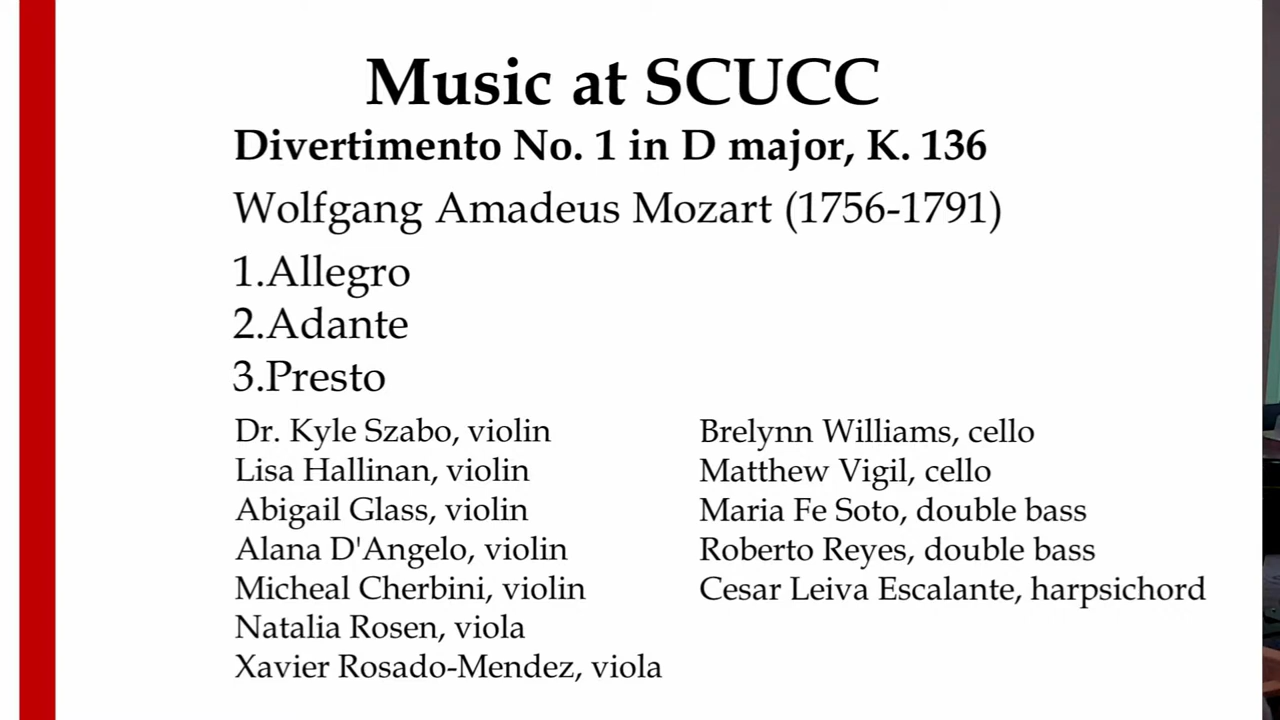 Music at SCUCC
Divertimento No. 1 in D major, K. 136
Wolfgang Amadeus Mozart (1756-1791)
1.Allegro
2.Adante
3.Presto
Dr. Kyle Szabo, violin
Lisa Hallinan, violin
Abigail Glass, violin
Alana D'Angelo, violin
Micheal Cherbini, violin
Natalia Rosen, viola
Xavier Rosado-Mendez, viola
Brelynn Williams, cello
Matthew Vigil, cello
Maria Fe Soto, double bass
Roberto Reyes, double bass
Cesar Leiva Escalante, harpsichord